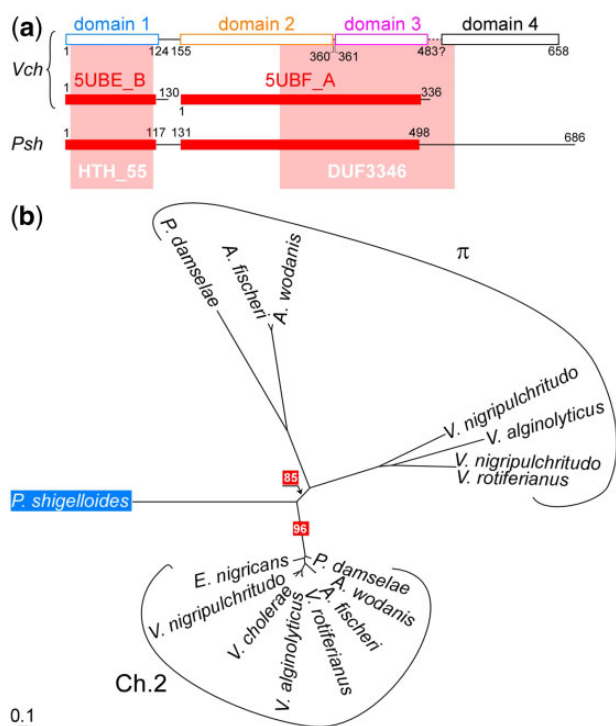 (a) domain 1 domain 2 domain 3 domain 4
1 124 155 360 361 483? 658
Vch
1 5UBE_B 130 5UBF_A 336
1
Psh 1 117 131 498 686
HTH_55 DUF3346
(b)
π
P. damselae
A. fischeri
A. wodanis
V. nigripulchritudo
V. alginolyticus
V. nigripulchritudo
V. rotiferianus
85
P. shigelloides
96
E. nigricans
V. nigripulchritudo
V. cholerae
V. alginolyticus
V. rotiferianus
A. fischeri
A. wodanis
P. damselae
Ch.2
0.1